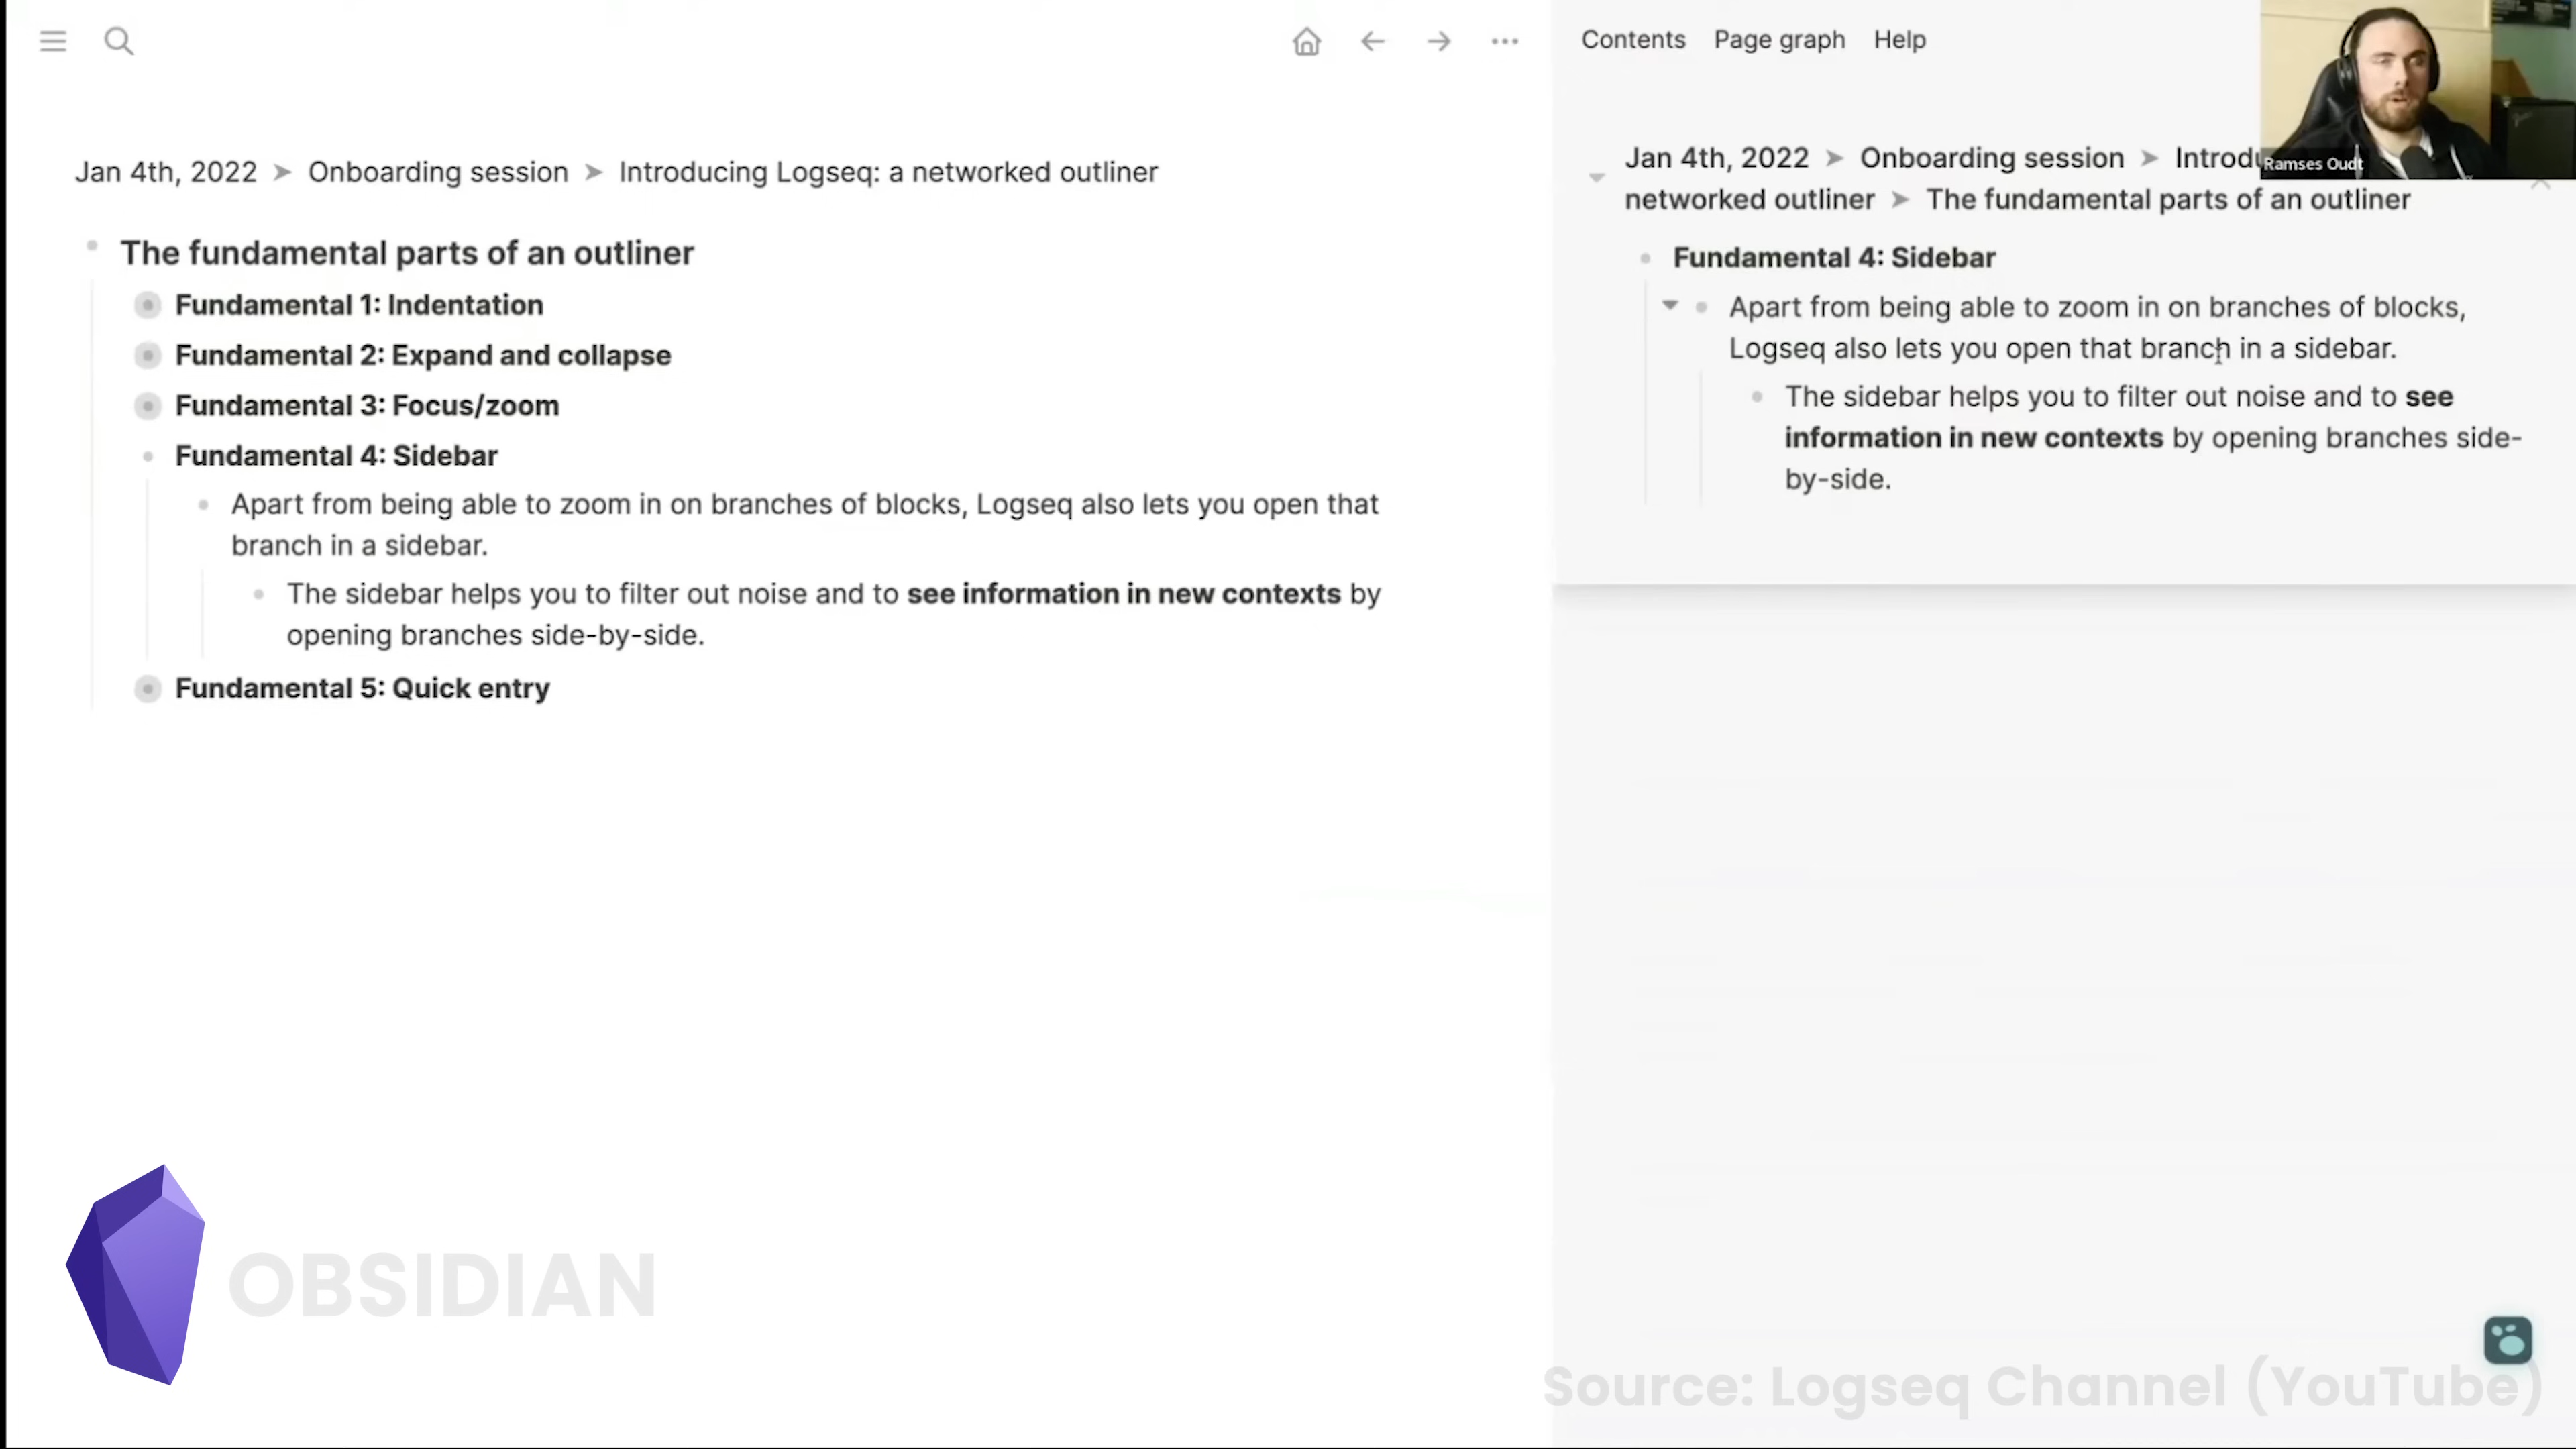 Contents Page graph Help
Jan 4th, 2022 ➤ Onboarding session ➤ Introducing Logseq: a networked outliner
The fundamental parts of an outliner
Fundamental 1: Indentation
Fundamental 2: Expand and collapse
Fundamental 3: Focus/zoom
Fundamental 4: Sidebar
Apart from being able to zoom in on branches of blocks, Logseq also lets you open that
branch in a sidebar.
The sidebar helps you to filter out noise and to see information in new contexts by
opening branches side-by-side.
Fundamental 5: Quick entry
Ramses Oudt
Jan 4th, 2022 ➤ Onboarding session ➤
networked outliner ➤ The fundamental parts of an outliner
Fundamental 4: Sidebar
Apart from being able to zoom in on branches of blocks,
Logseq also lets you open that branch in a sidebar.
The sidebar helps you to filter out noise and to see
information in new contexts by opening branches side-
by-side.
OBSIDIAN
Source: Logseq Channel (YouTube)